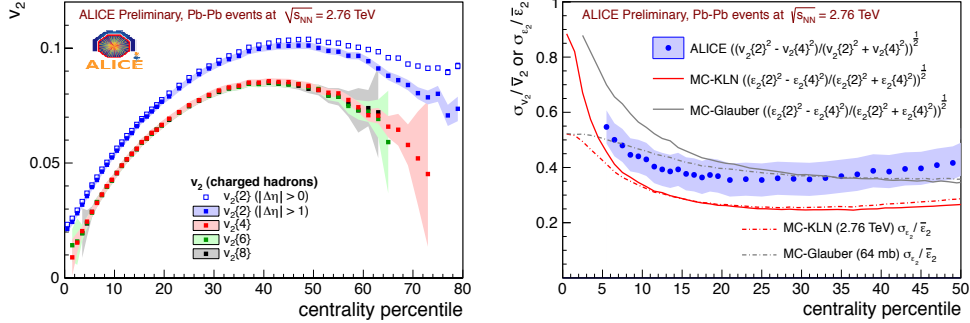 ALICE Preliminary, Pb-Pb events at √sNN = 2.76 TeV
v2
0.1
0.05
0
ALICE
v2 (charged hadrons)
v2{2} (|Δη| > 0)
v2{2} (|Δη| > 1)
v2{4}
v2{6}
v2{8}
0 10 20 30 40 50 60 70 80
centrality percentile
ALICE Preliminary, Pb-Pb events at √sNN = 2.76 TeV
σv2/v̄2 or σε2/ε̄2
1
0.8
0.6
0.4
0.2
ALICE ((v2{2}² - v2{4}²)/(v2{2}² + v2{4}²))^½
MC-KLN ((ε2{2}² - ε2{4}²)/(ε2{2}² + ε2{4}²))^½
MC-Glauber ((ε2{2}² - ε2{4}²)/(ε2{2}² + ε2{4}²))^½
MC-KLN (2.76 TeV) σε2/ε̄2
MC-Glauber (64 mb) σε2/ε̄2
0 5 10 15 20 25 30 35 40 45 50
centrality percentile